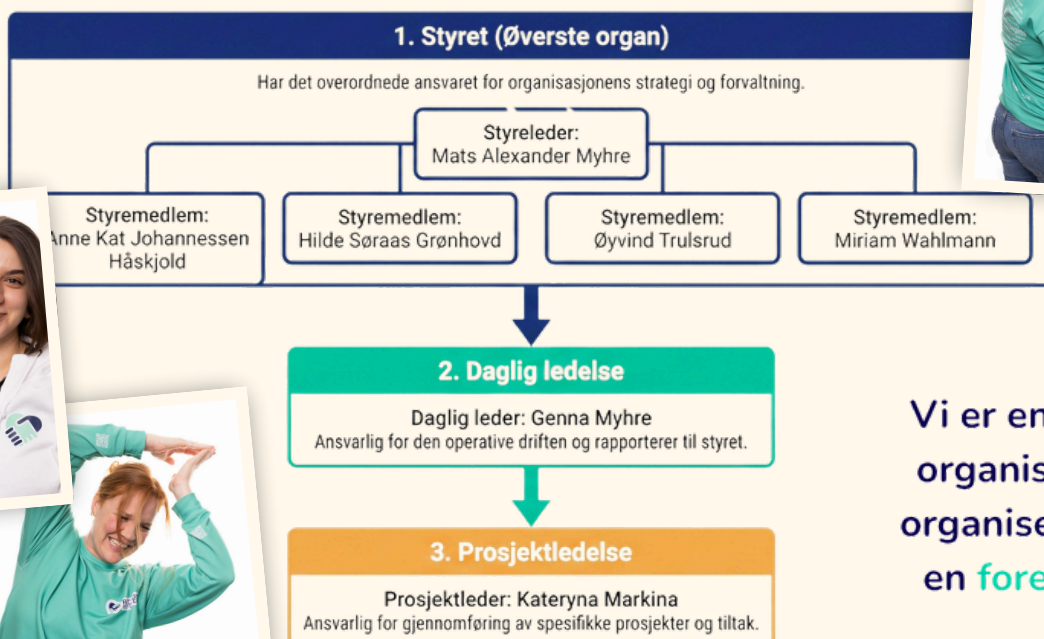 1. Styret (Øverste organ)
Har det overordnede ansvaret for organisasjonens strategi og forvaltning.
Styreleder:
Mats Alexander Myhre
Styremedlem:
Anne Kat Johannessen
Håskjold
Styremedlem:
Hilde Søraas Grønhovd
Styremedlem:
Øyvind Trulsrud
Styremedlem:
Miriam Wahlmann
2. Daglig ledelse
Daglig leder: Genna Myhre
Ansvarlig for den operative driften og rapporterer til styret.
3. Prosjektledelse
Prosjektleder: Kateryna Markina
Ansvarlig for gjennomføring av spesifikke prosjekter og tiltak.
Vi er en
organis
organise
en fore